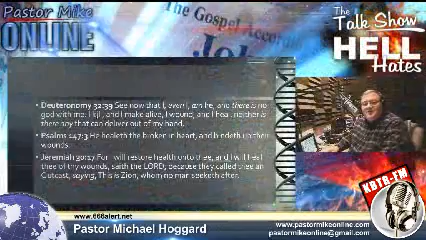 Pastor Mike
ONLINE
The Gospel Accord
The
Talk Show
HELL
Hates
• Deuteronomy 32:39 See now that I, even I, am he, and there is no
god with me: I kill, and I make alive; I wound, and I heal: neither is
there any that can deliver out of my hand.
• Psalms 147:3 He healeth the broken in heart, and bindeth up their
wounds.
• Jeremiah 30:17 For I will restore health unto thee, and I will heal
thee of thy wounds, saith the LORD; because they called thee an
Outcast, saying, This is Zion, whom no man seeketh after.
KBTB-FM
www.666alert.net
Pastor Michael Hoggard
www.pastormikeonline.com
pastormikeonline@gmail.com